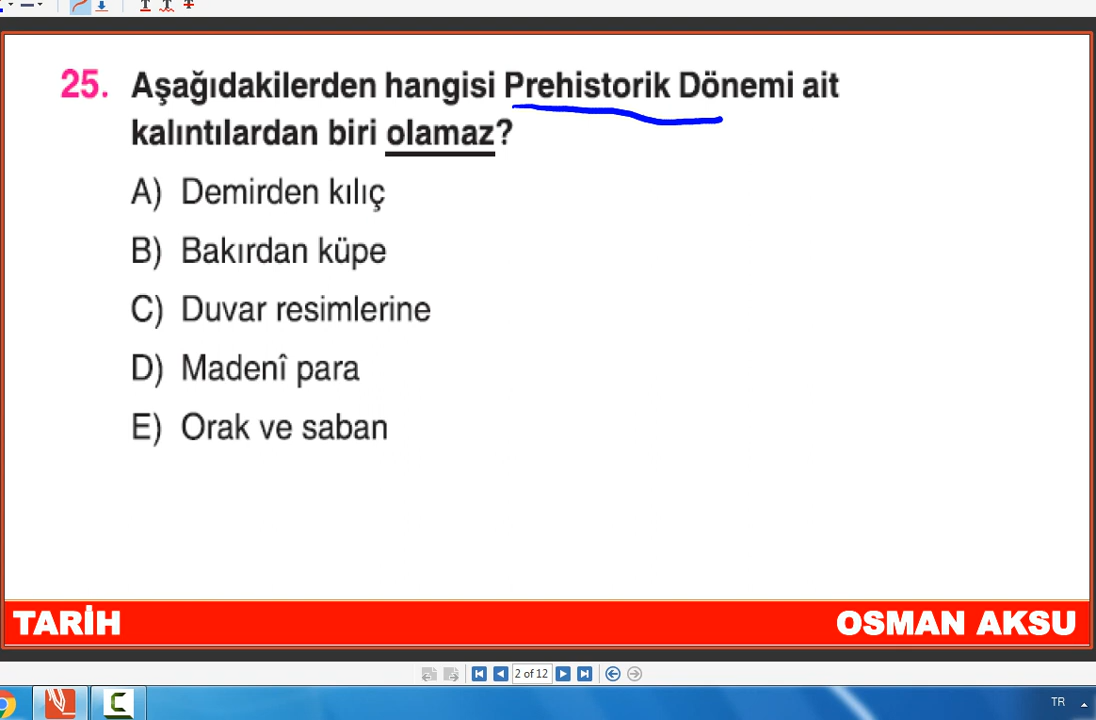 25. Aşağıdakilerden hangisi Prehistorik Dönemi ait
kalıntılardan biri olamaz?
A) Demirden kılıç
B) Bakırdan küpe
C) Duvar resimlerine
D) Madenî para
E) Orak ve saban
TARİH
OSMAN AKSU
2 of 12
TR